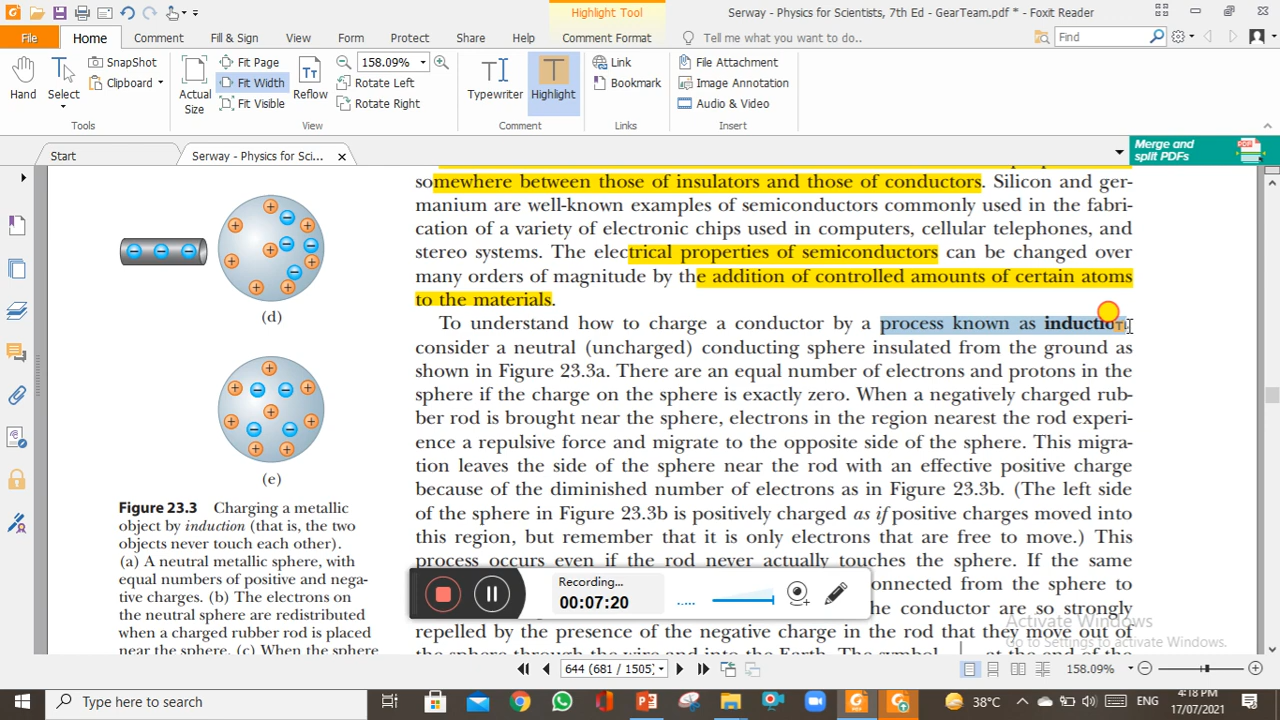 Highlight Tool
Serway - Physics for Scientists, 7th Ed - GearTeam.pdf * - Foxit Reader
File Home Comment Fill & Sign View Form Protect Share Help Comment Format Tell me what you want to do.. Find
Hand
Select
SnapShot
Clipboard
Actual Size
Fit Page
Fit Width
Fit Visible
Reflow
158.09%
Rotate Left
Rotate Right
Typewriter
Highlight
Link
Bookmark
File Attachment
Image Annotation
Audio & Video
Tools View Comment Links Insert
Start
Serway - Physics for Sci...
Merge and split PDFs
(d)
(e)
Figure 23.3 Charging a metallic
object by induction (that is, the two
objects never touch each other).
(a) A neutral metallic sphere, with
equal numbers of positive and nega-
tive charges. (b) The electrons on
the neutral sphere are redistributed
when a charged rubber rod is placed
near the sphere. (c) When the sphere
somewhere between those of insulators and those of conductors. Silicon and ger-
manium are well-known examples of semiconductors commonly used in the fabri-
cation of a variety of electronic chips used in computers, cellular telephones, and
stereo systems. The electrical properties of semiconductors can be changed over
many orders of magnitude by the addition of controlled amounts of certain atoms
to the materials.
To understand how to charge a conductor by a process known as induction,
consider a neutral (uncharged) conducting sphere insulated from the ground as
shown in Figure 23.3a. There are an equal number of electrons and protons in the
sphere if the charge on the sphere is exactly zero. When a negatively charged rub-
ber rod is brought near the sphere, electrons in the region nearest the rod experi-
ence a repulsive force and migrate to the opposite side of the sphere. This migra-
tion leaves the side of the sphere near the rod with an effective positive charge
because of the diminished number of electrons as in Figure 23.3b. (The left side
of the sphere in Figure 23.3b is positively charged as if positive charges moved into
this region, but remember that it is only electrons that are free to move.) This
process occurs even if the rod never actually touches the sphere. If the same
connected from the sphere to
the conductor are so strongly
repelled by the presence of the negative charge in the rod that they move out of
Recording...
00:07:20
Activate Windows
Go to Settings to activate Windows.
644 (681 / 1505)
158.09%
Type here to search
38°C
ENG
4:18 PM
17/07/2021